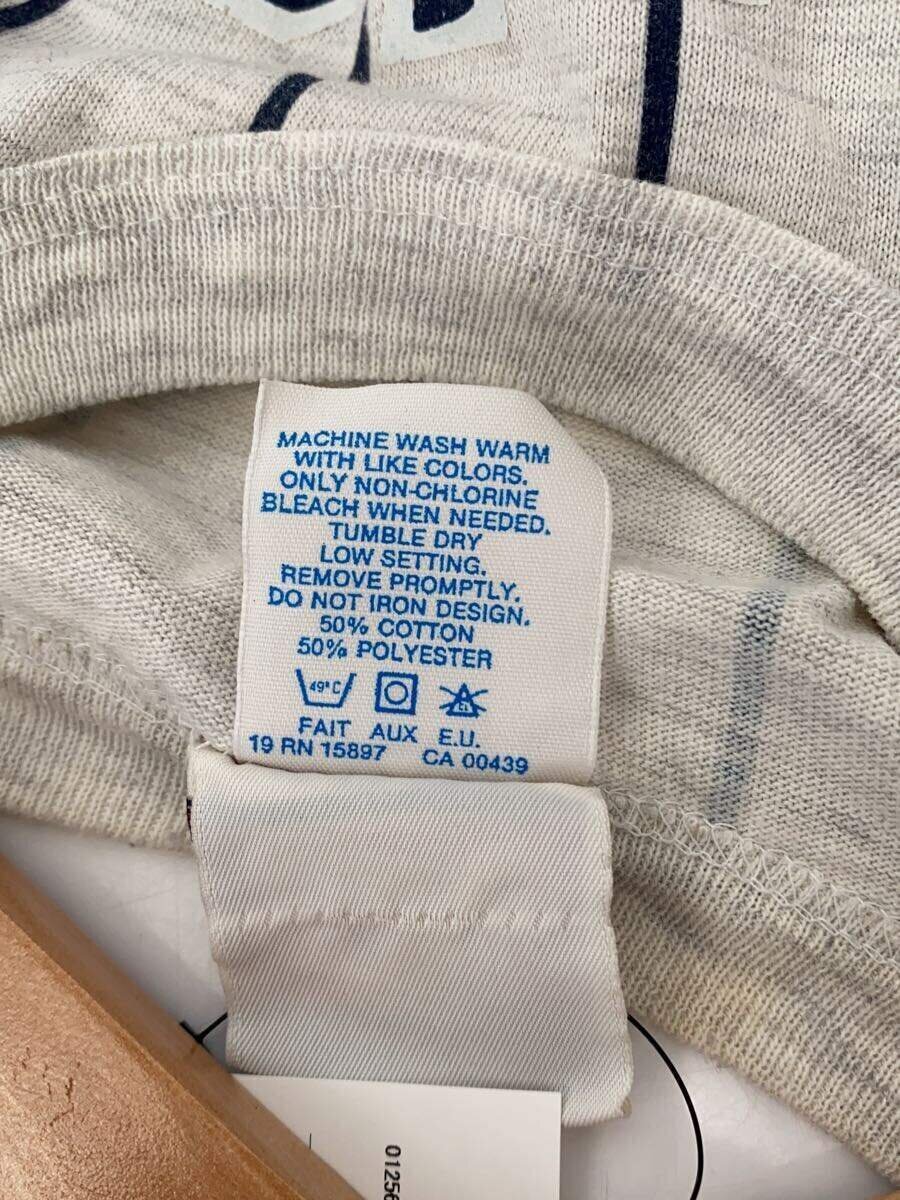 MACHINE WASH WARM
WITH LIKE COLORS.
ONLY NON-CHLORINE
BLEACH WHEN NEEDED.
TUMBLE DRY
LOW SETTING.
REMOVE PROMPTLY.
DO NOT IRON DESIGN.
50% COTTON
50% POLYESTER
49°C
FAIT AUX E.U.
19 RN 15897 CA 00439